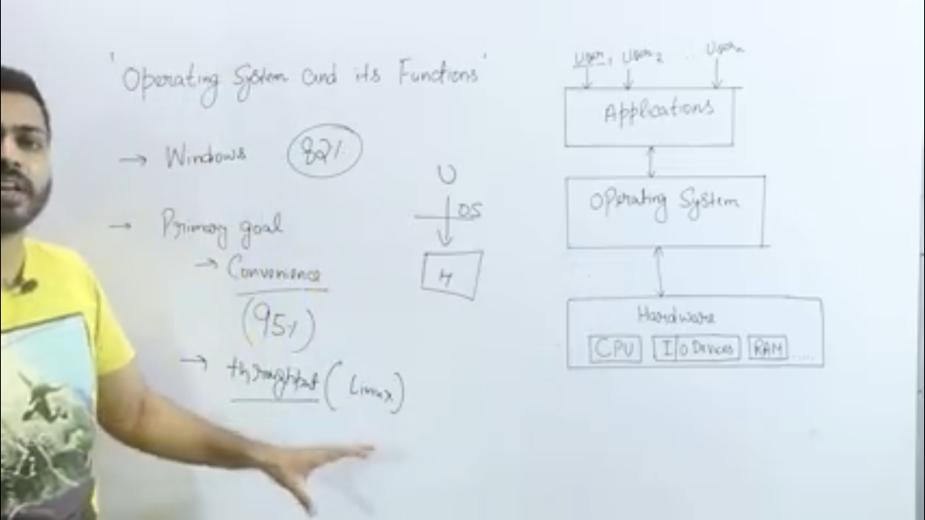 'Operating System and its Functions'
→ Windows 82%
→ Primary goal
→ Convenience
(95%)
→ throughput (Linux)
U
OS
H
User1 User2 .. Usern
Applications
Operating System
Hardware
CPU I/O Devices RAM .....